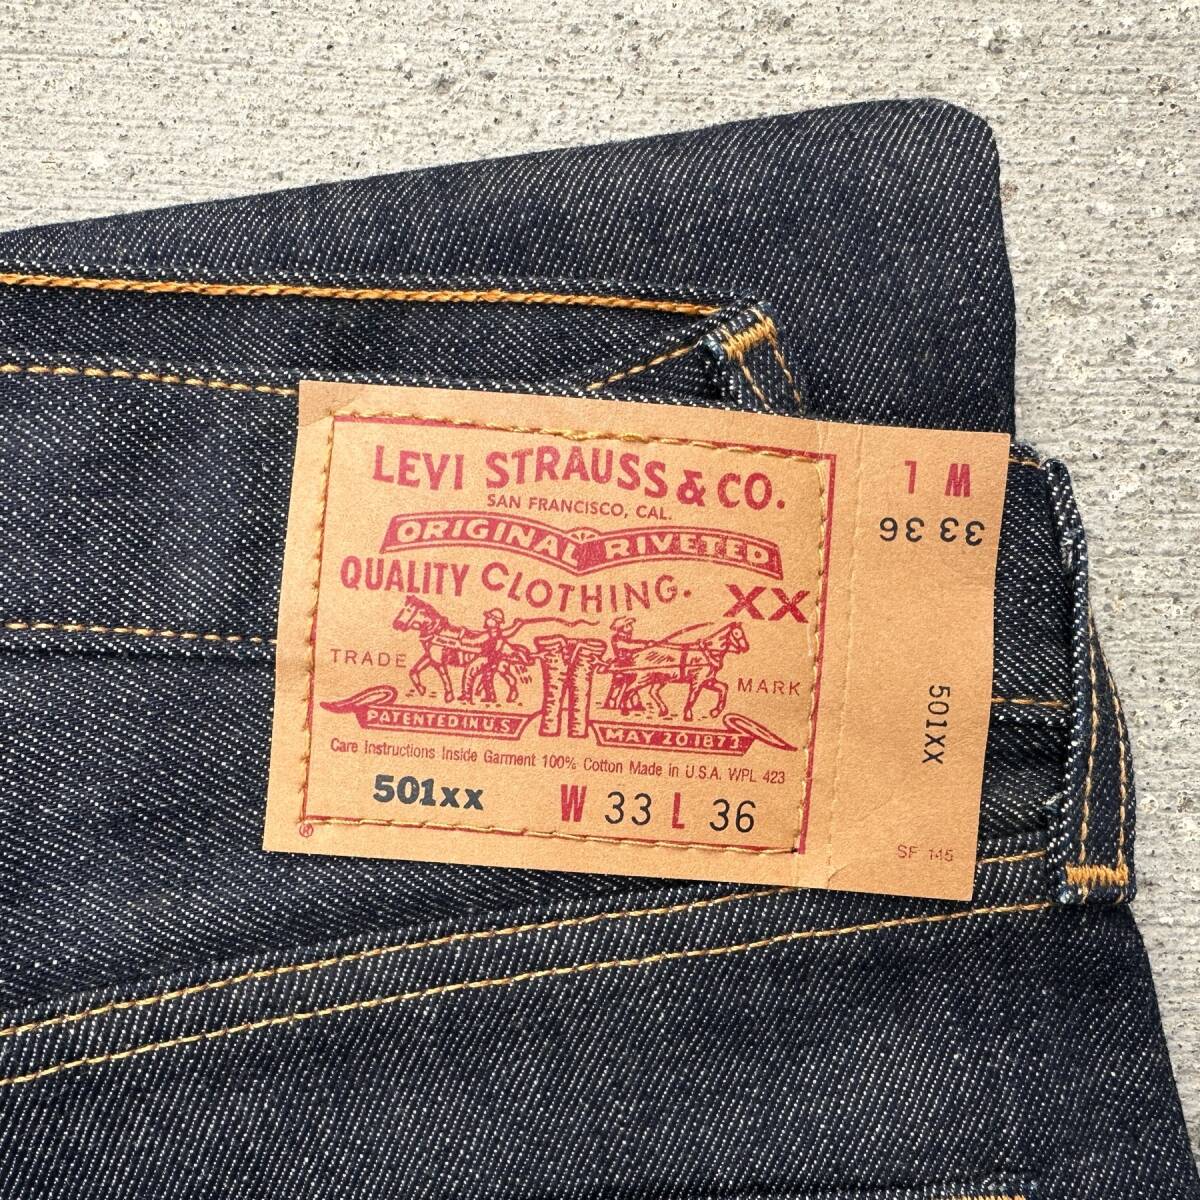 LEVI STRAUSS & CO.
SAN FRANCISCO, CAL.
ORIGINAL RIVETED
QUALITY CLOTHING.
XX
TRADE MARK
PATENTED IN U.S
MAY 20.1873
Care Instructions Inside Garment 100% Cotton Made in U.S.A. WPL 423
501xx W 33 L 36
®
W L
33 36
501XX
SF 145